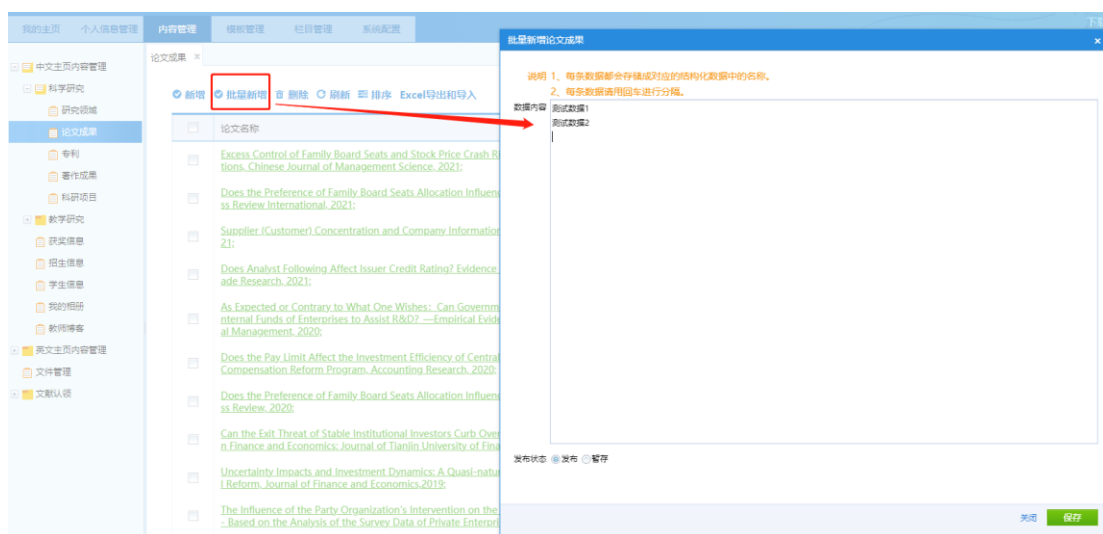 我的主页 个人信息管理 内容管理 模板管理 栏目管理 系统配置
中文主页内容管理
科学研究
研究领域
论文成果
专利
著作成果
科研项目
教学研究
获奖信息
招生信息
学生信息
我的相册
教师博客
英文主页内容管理
文件管理
文献认领
论文成果 ×
新增 批量新增 删除 刷新 排序 Excel导出和导入
论文名称
Excess Control of Family Board Seats and Stock Price Crash
tions, Chinese Journal of Management Science, 2021;
Does the Preference of Family Board Seats Allocation Influen
ss Review International, 2021;
Supplier (Customer) Concentration and Company Information
21;
Does Analyst Following Affect Issuer Credit Rating? Evidence
ade Research, 2021;
As Expected or Contrary to What One Wishes: Can Governm
nternal Funds of Enterprises to Assist R&D? —Empirical Evide
al Management, 2020;
Does the Pay Limit Affect the Investment Efficiency of Central
Compensation Reform Program, Accounting Research, 2020;
Does the Preference of Family Board Seats Allocation Influen
ss Review, 2020;
Can the Exit Threat of Stable Institutional Investors Curb Over
n Finance and Economics: Journal of Tianjin University of Fina
Uncertainty Impacts and Investment Dynamics: A Quasi-natu
l Reform, Journal of Finance and Economics,2019;
The Influence of the Party Organization's Intervention on the
- Based on the Analysis of the Survey Data of Private Enterpri
下载
批量新增论文成果 ×
说明 1、每条数据都会存储成对应的结构化数据中的名称。
2、每条数据请用回车进行分隔。
数据内容 测试数据1
测试数据2
发布状态 发布 暂存
关闭 保存